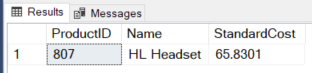 Results Messages
ProductID Name StandardCost
1 807 HL Headset 65.8301